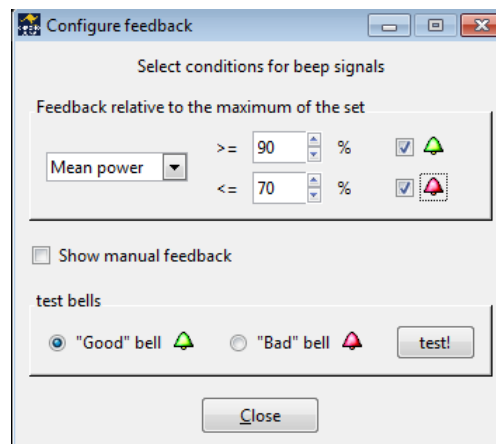 Configure feedback
Select conditions for beep signals
Feedback relative to the maximum of the set
Mean power
>= 90 %
<= 70 %
Show manual feedback
test bells
"Good" bell "Bad" bell test!
Close